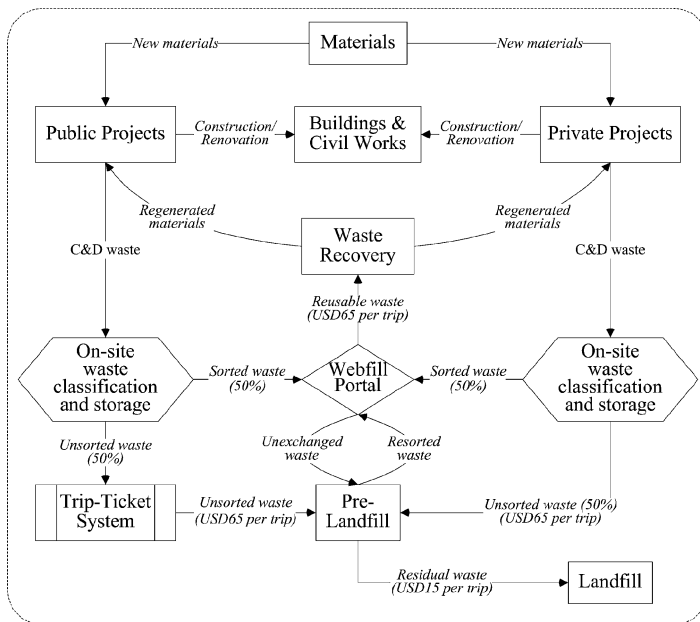 Materials
New materials
New materials
Public Projects
Construction/
Renovation
Buildings &
Civil Works
Construction/
Renovation
Private Projects
Regenerated
materials
Regenerated
materials
Waste
Recovery
C&D waste
C&D waste
Reusable waste
(USD65 per trip)
On-site
waste
classification
and storage
Sorted waste
(50%)
Webfill
Portal
Sorted waste
(50%)
On-site
waste
classification
and storage
Unsorted waste
(50%)
Unexchanged
waste
Resorted
waste
Trip-Ticket
System
Unsorted waste
(USD65 per trip)
Pre-
Landfill
Unsorted waste (50%)
(USD65 per trip)
Residual waste
(USD15 per trip)
Landfill